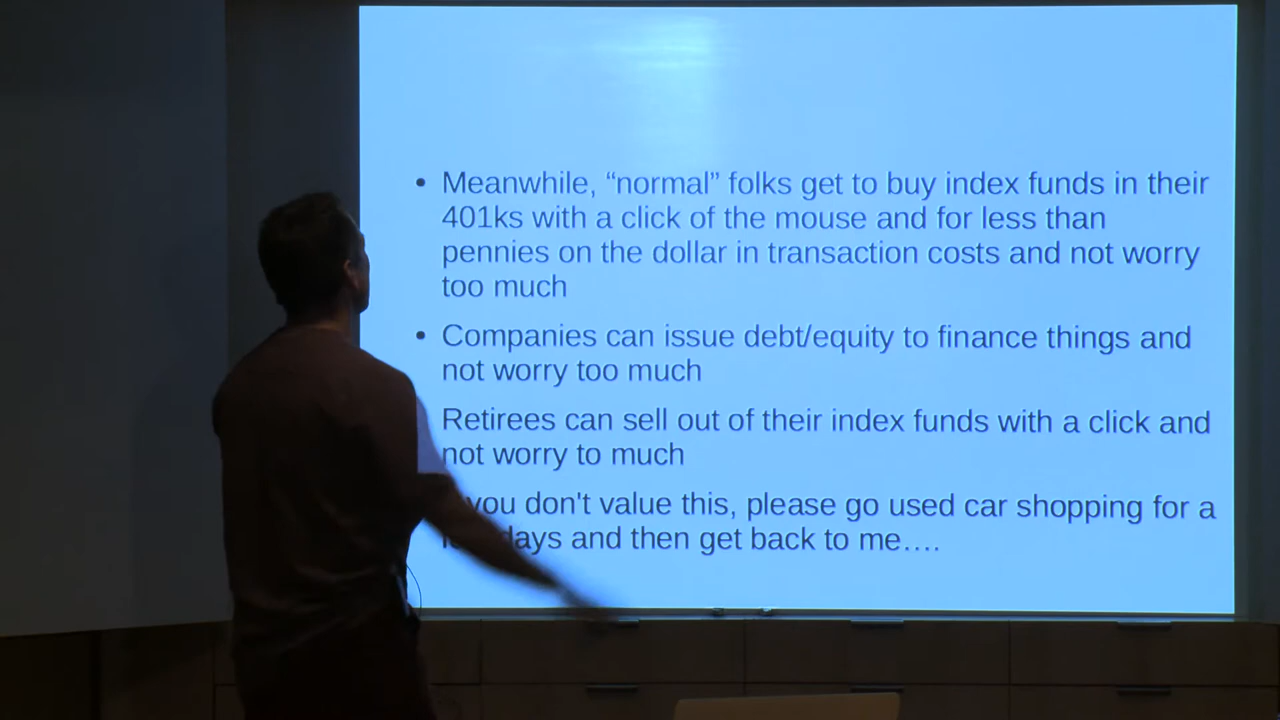 • Meanwhile, “normal” folks get to buy index funds in their
401ks with a click of the mouse and for less than
pennies on the dollar in transaction costs and not worry
too much
• Companies can issue debt/equity to finance things and
not worry too much
Retirees can sell out of their index funds with a click and
not worry to much
you don't value this, please go used car shopping for a
days and then get back to me….